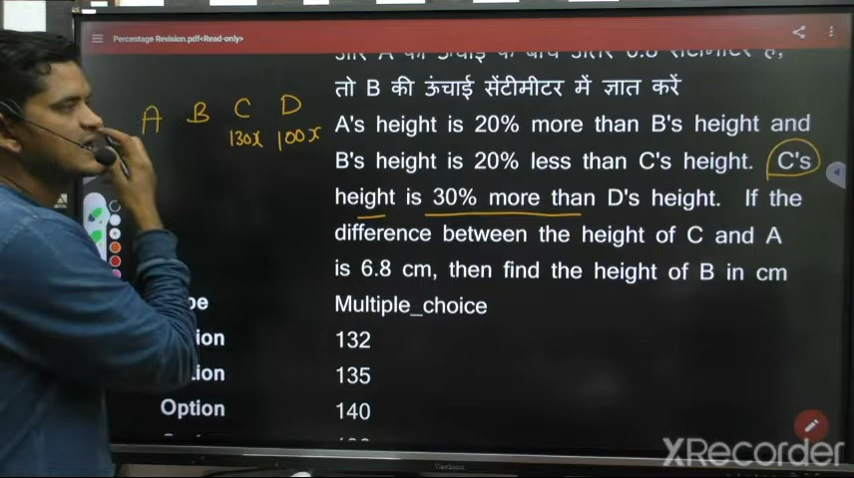 Percentage Revision.pdf<Read-only>
तो B की ऊंचाई सेंटीमीटर में ज्ञात करें
A B C D
130x 100x
A's height is 20% more than B's height and
B's height is 20% less than C's height. C's
height is 30% more than D's height. If the
difference between the height of C and A
is 6.8 cm, then find the height of B in cm
Multiple_choice
132
135
Option 140
XRecorder
ViewSonic